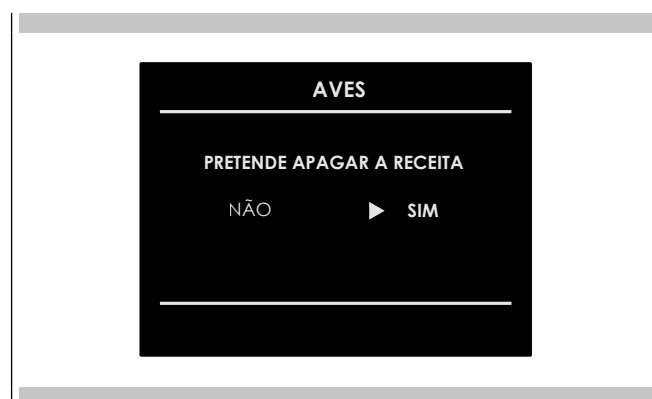 AVES
PRETENDE APAGAR A RECEITA
NÃO ▶ SIM